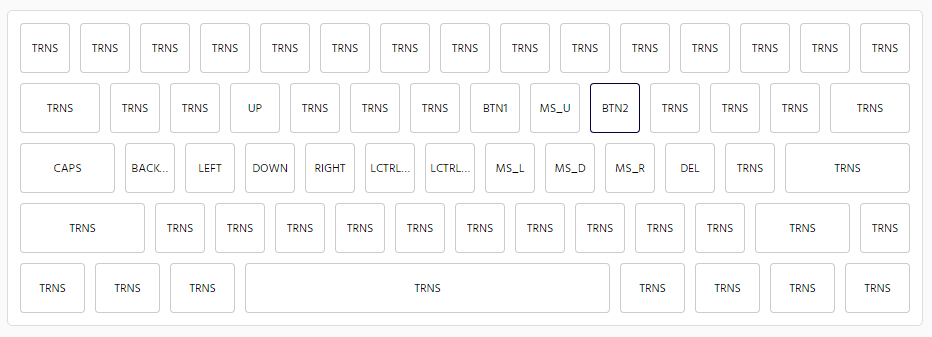 TRNS TRNS TRNS TRNS TRNS TRNS TRNS TRNS TRNS TRNS TRNS TRNS TRNS TRNS TRNS
TRNS TRNS TRNS UP TRNS TRNS TRNS BTN1 MS_U BTN2 TRNS TRNS TRNS TRNS
CAPS BACK... LEFT DOWN RIGHT LCTRL... LCTRL... MS_L MS_D MS_R DEL TRNS TRNS
TRNS TRNS TRNS TRNS TRNS TRNS TRNS TRNS TRNS TRNS TRNS TRNS TRNS
TRNS TRNS TRNS TRNS TRNS TRNS TRNS TRNS